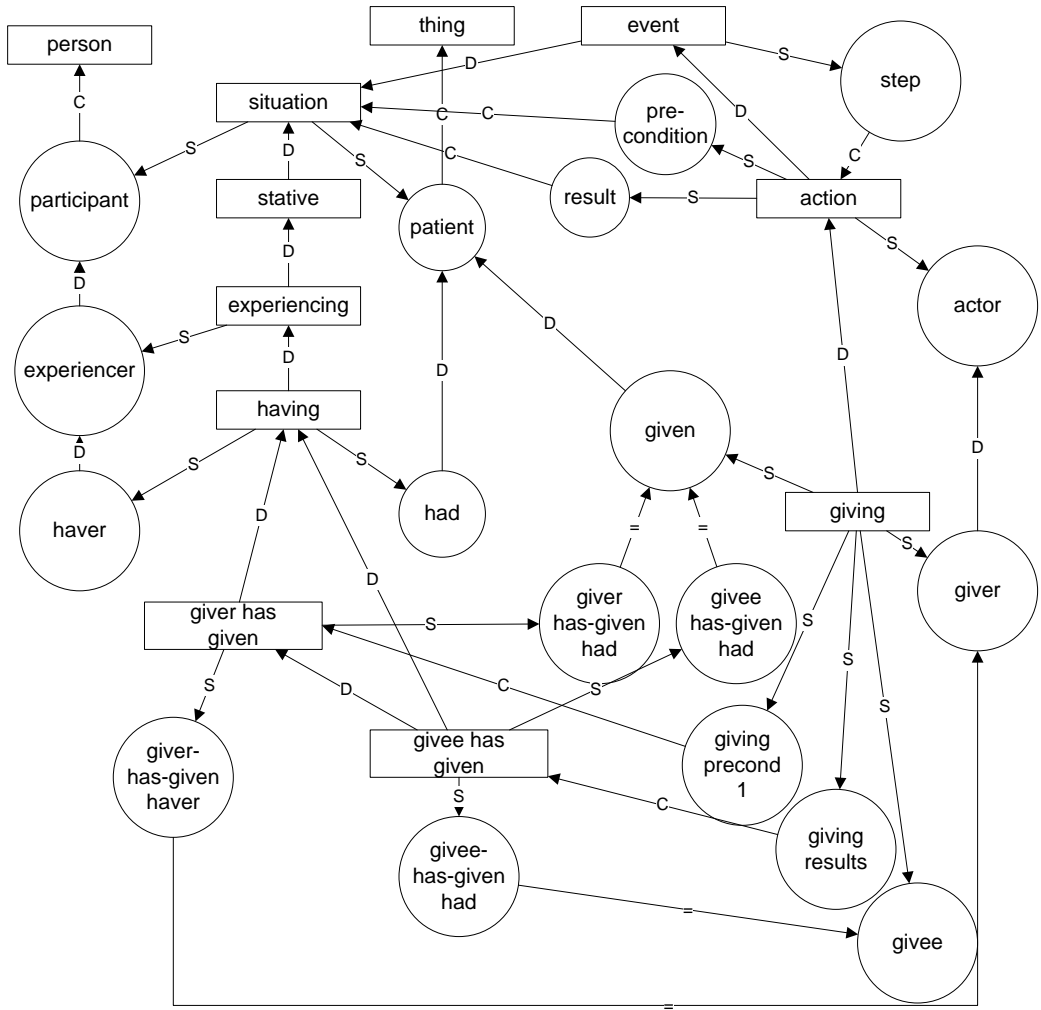 person
thing
event
step
situation
pre-
condition
participant
stative
result
action
patient
experiencing
actor
experiencer
having
given
haver
had
giving
giver has
given
giver
has-given
had
givee
has-given
had
giver
giver-
has-given
haver
givee has
given
giving
precond
1
givee-
has-given
had
giving
results
givee
C
C
D
S
D
C
C
S
C
S
S
D
S
S
S
D
D
S
D
D
D
D
D
D
S
S
S
D
S
=
=
S
D
S
S
S
S
S
C
D
S
S
C
S
=
=